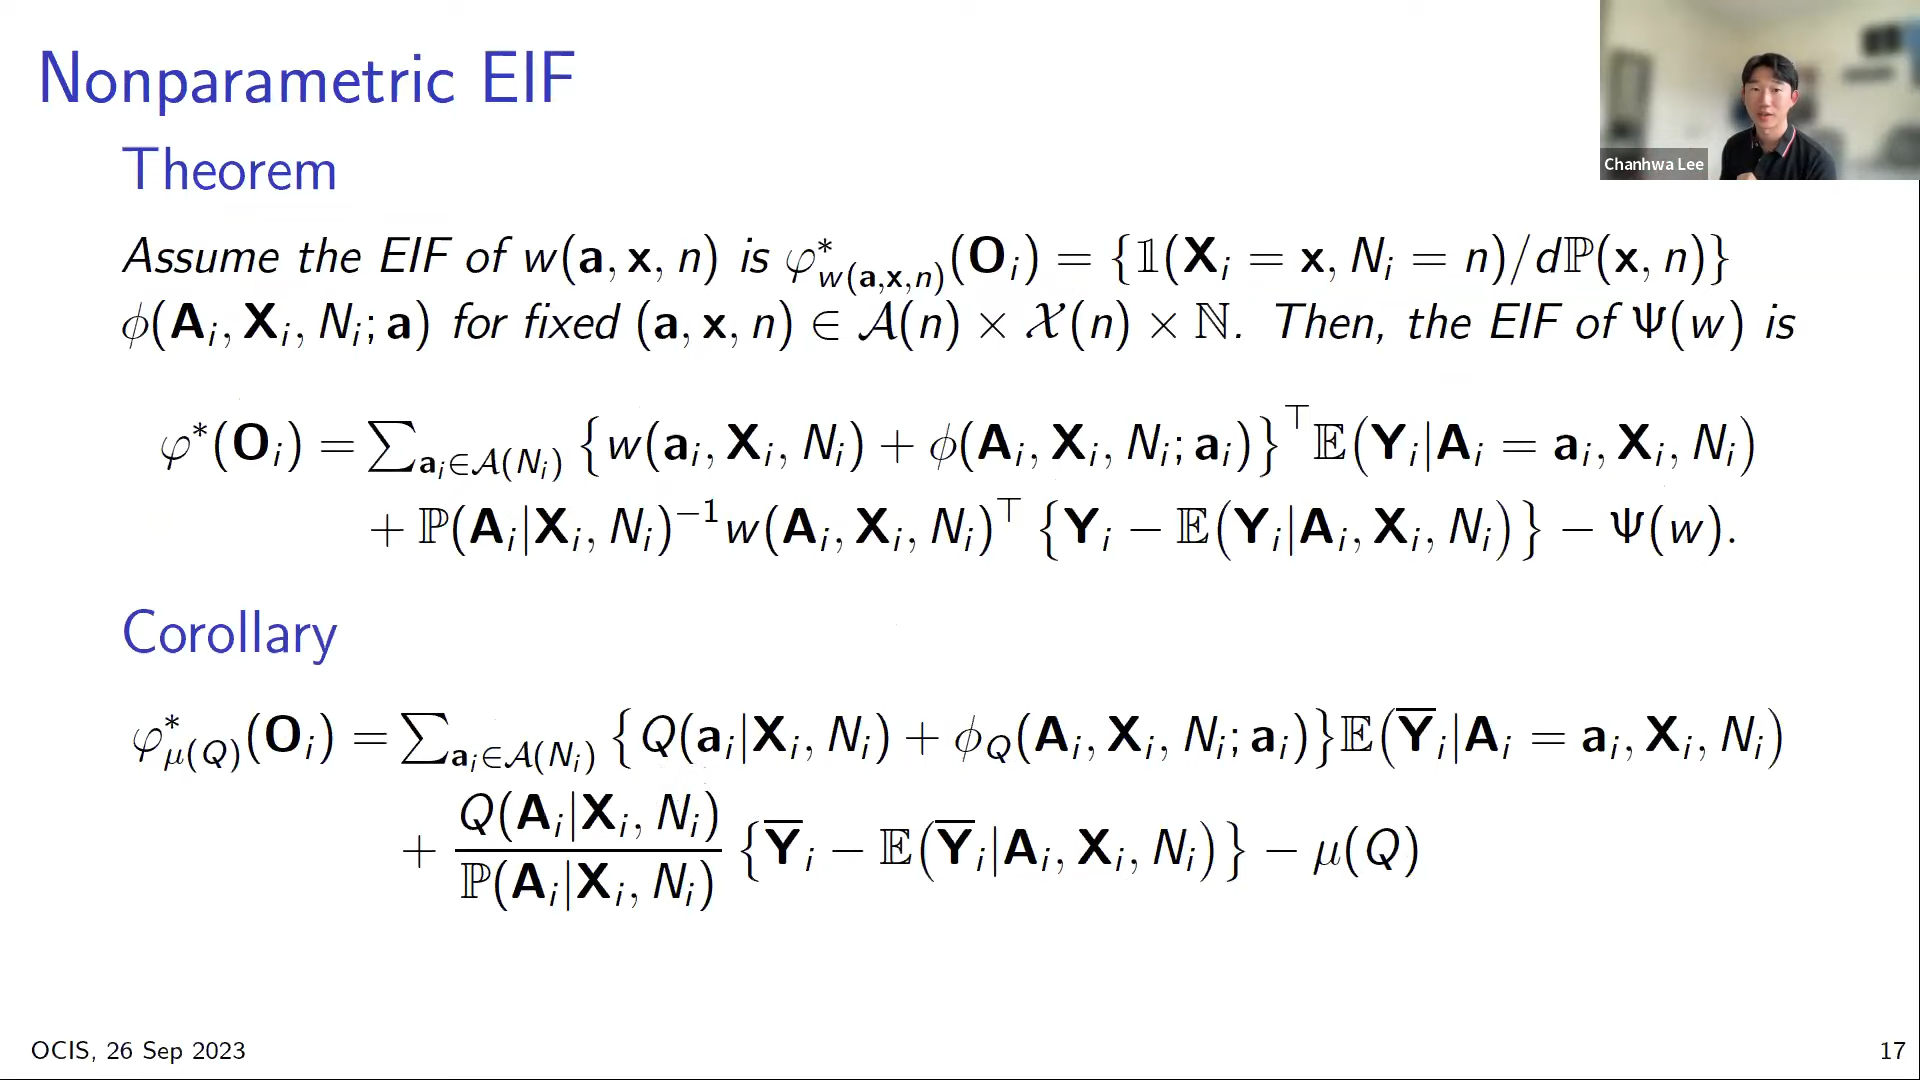 Nonparametric EIF
Chanhwa Lee
Theorem
Assume the EIF of w(a, x, n) is φ*_{w(a,x,n)}(O_i) = {𝟙(X_i = x, N_i = n)/dℙ(x, n)}
ϕ(A_i, X_i, N_i; a) for fixed (a, x, n) ∈ 𝒜(n) × 𝒳(n) × ℕ. Then, the EIF of Ψ(w) is
φ*(O_i) = ∑_{a_i∈𝒜(N_i)} {w(a_i, X_i, N_i) + ϕ(A_i, X_i, N_i; a_i)}^⊤ 𝔼(Y_i|A_i = a_i, X_i, N_i)
+ ℙ(A_i|X_i, N_i)^{−1} w(A_i, X_i, N_i)^⊤ {Y_i − 𝔼(Y_i|A_i, X_i, N_i)} − Ψ(w).
Corollary
φ*_{μ(Q)}(O_i) = ∑_{a_i∈𝒜(N_i)} {Q(a_i|X_i, N_i) + ϕ_Q(A_i, X_i, N_i; a_i)}𝔼(Y̅_i|A_i = a_i, X_i, N_i)
+ Q(A_i|X_i, N_i)/ℙ(A_i|X_i, N_i) {Y̅_i − 𝔼(Y̅_i|A_i, X_i, N_i)} − μ(Q)
OCIS, 26 Sep 2023
17